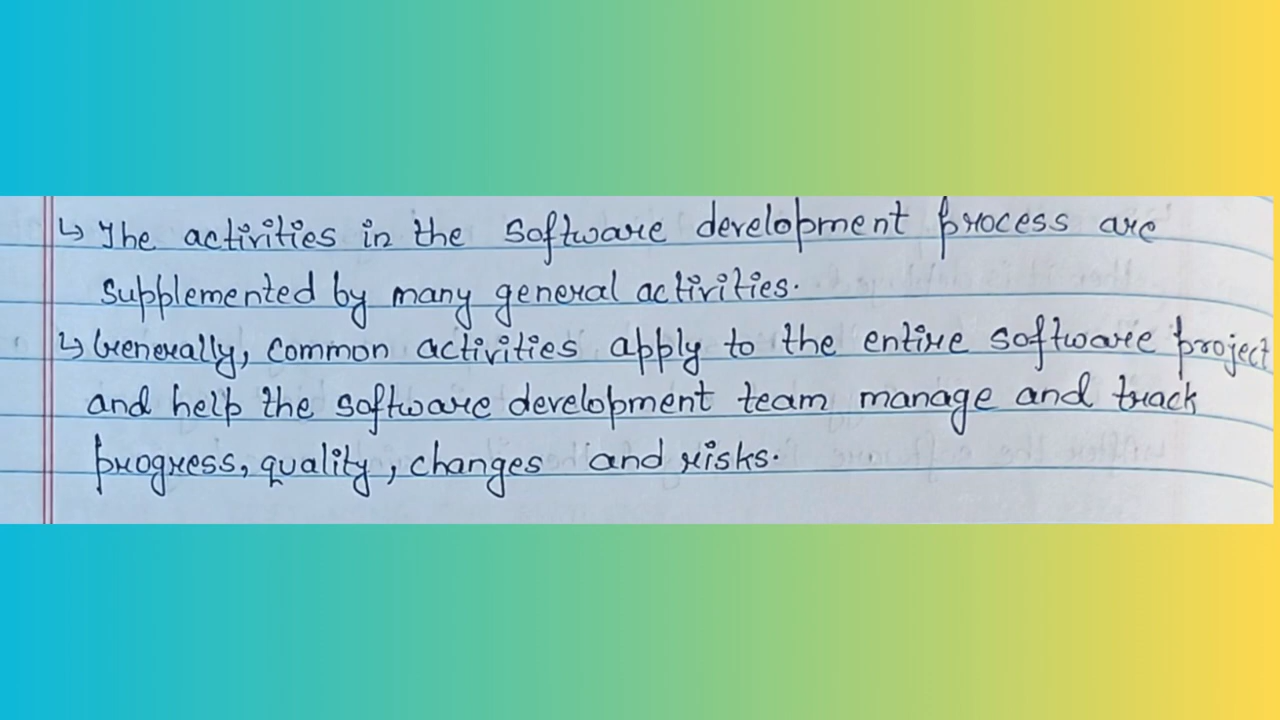 ↳ The activities in the software development process are
supplemented by many general activities.
↳ Generally, common activities apply to the entire software project
and help the software development team manage and track
progress, quality, changes and risks.